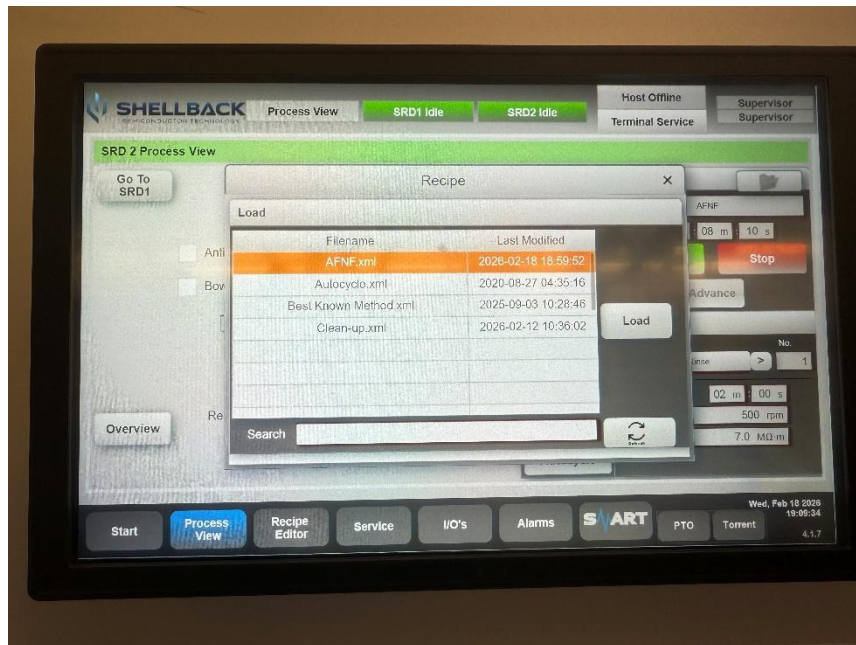 SHELLBACK
SEMICONDUCTOR TECHNOLOGY
Process View
SRD1 Idle
SRD2 Idle
Host Offline
Terminal Service
Supervisor
Supervisor
SRD 2 Process View
Go To
SRD1
Recipe
×
Load
Filename Last Modified
AFNF.xml 2026-02-18 18:59:52
Autocyclo.xml 2020-08-27 04:35:16
Best Known Method.xml 2025-09-03 10:28:46
Clean-up.xml 2026-02-12 10:36:02
Load
Search
Anti
Bow
Re
Overview
AFNF
08 m 10 s
Stop
Advance
No.
> 1
02 m 00 s
500 rpm
7.0 MΩ·m
Start
Process
View
Recipe
Editor
Service
I/O's
Alarms
SMART
PTO
Torrent
Wed, Feb 18 2026
19:09:34
4.1.7